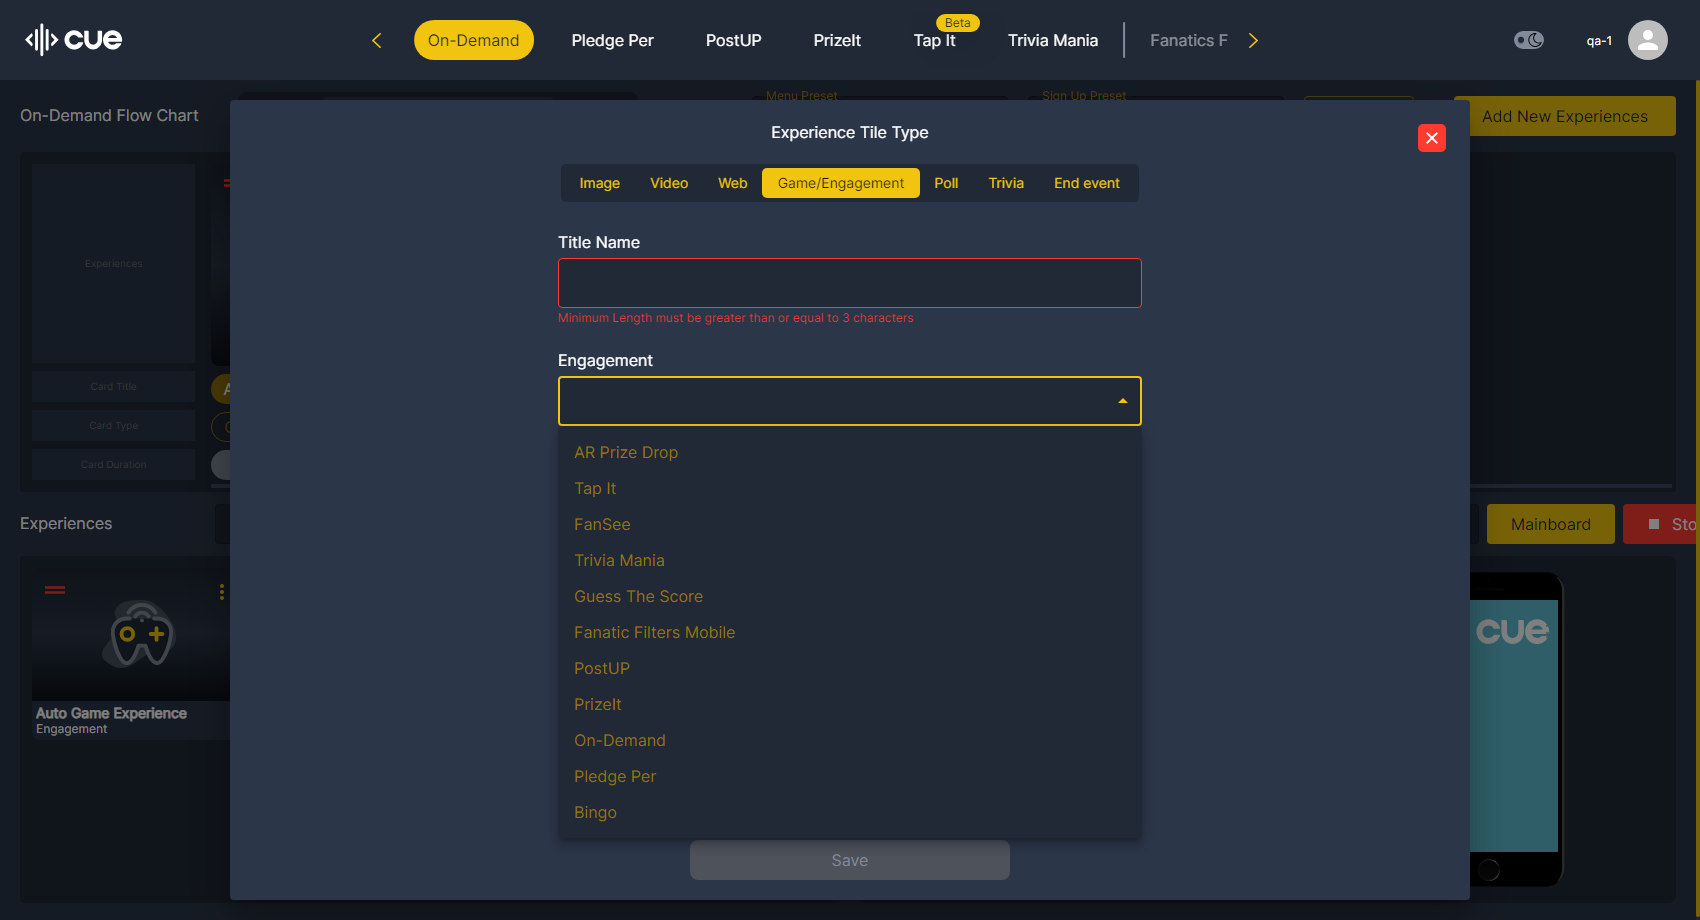 cue
On-Demand
Pledge Per
PostUP
PrizeIt
Tap It
Beta
Trivia Mania
Fanatics F
qa-1
On-Demand Flow Chart
Menu Preset
Sign Up Preset
Add New Experiences
Experience Tile Type
Image
Video
Web
Game/Engagement
Poll
Trivia
End event
Title Name
Minimum Length must be greater than or equal to 3 characters
Engagement
AR Prize Drop
Tap It
FanSee
Trivia Mania
Guess The Score
Fanatic Filters Mobile
PostUP
PrizeIt
On-Demand
Pledge Per
Bingo
Save
Experiences
Card Title
A
Card Type
Card Duration
Experiences
Mainboard
Sto
Auto Game Experience
Engagement
cue